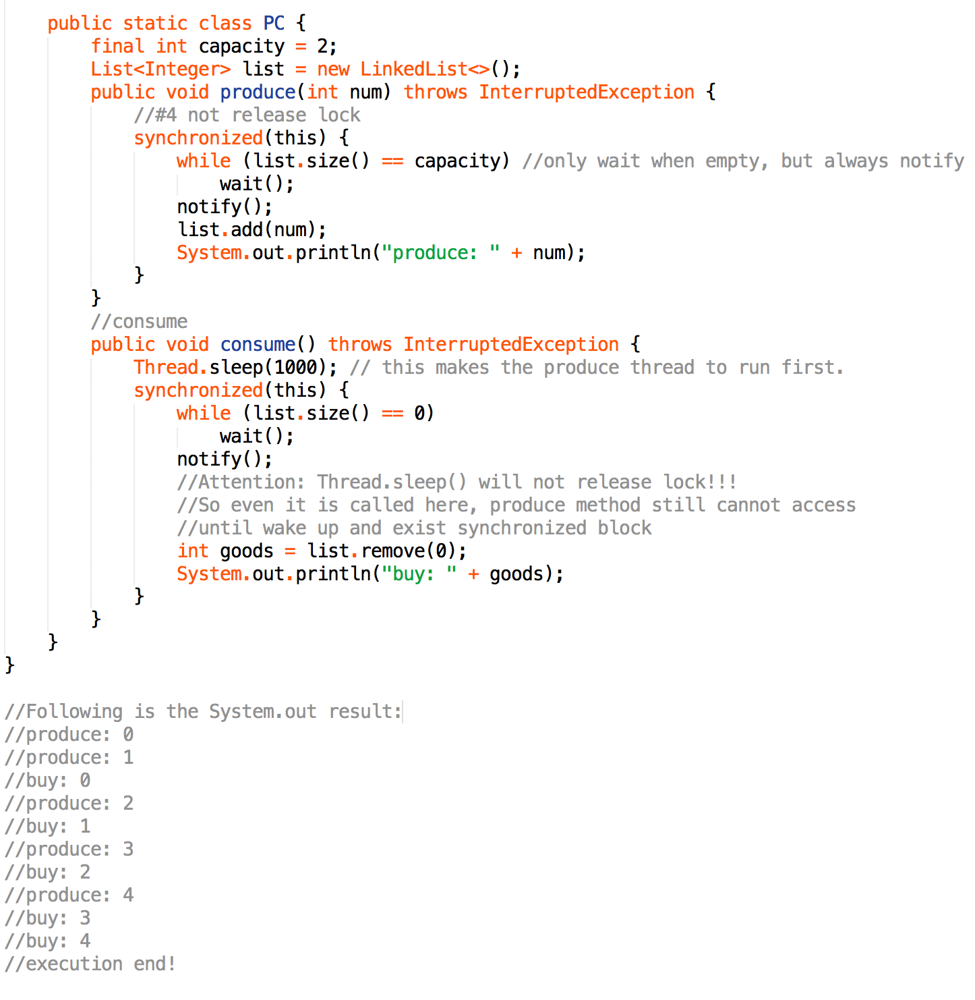 public static class PC {
final int capacity = 2;
List<Integer> list = new LinkedList<>();
public void produce(int num) throws InterruptedException {
//#4 not release lock
synchronized(this) {
while (list.size() == capacity) //only wait when empty, but always notify
wait();
notify();
list.add(num);
System.out.println("produce: " + num);
}
}
//consume
public void consume() throws InterruptedException {
Thread.sleep(1000); // this makes the produce thread to run first.
synchronized(this) {
while (list.size() == 0)
wait();
notify();
//Attention: Thread.sleep() will not release lock!!!
//So even it is called here, produce method still cannot access
//until wake up and exist synchronized block
int goods = list.remove(0);
System.out.println("buy: " + goods);
}
}
}
}
//Following is the System.out result:
//produce: 0
//produce: 1
//buy: 0
//produce: 2
//buy: 1
//produce: 3
//buy: 2
//produce: 4
//buy: 3
//buy: 4
//execution end!